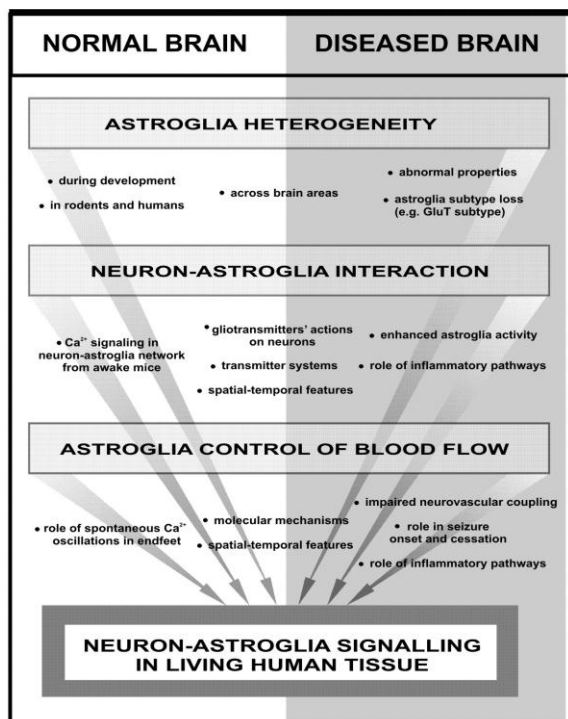 NORMAL BRAIN
DISEASED BRAIN
ASTROGLIA HETEROGENEITY
• during development
• in rodents and humans
• across brain areas
• abnormal properties
• astroglia subtype loss
(e.g. GluT subtype)
NEURON-ASTROGLIA INTERACTION
• Ca²⁺ signaling in
neuron-astroglia network
from awake mice
• gliotransmitters' actions
on neurons
• transmitter systems
• spatial-temporal features
• enhanced astroglia activity
• role of inflammatory pathways
ASTROGLIA CONTROL OF BLOOD FLOW
• role of spontaneous Ca²⁺
oscillations in endfeet
• molecular mechanisms
• spatial-temporal features
• impaired neurovascular coupling
• role in seizure
onset and cessation
• role of inflammatory pathways
NEURON-ASTROGLIA SIGNALLING
IN LIVING HUMAN TISSUE